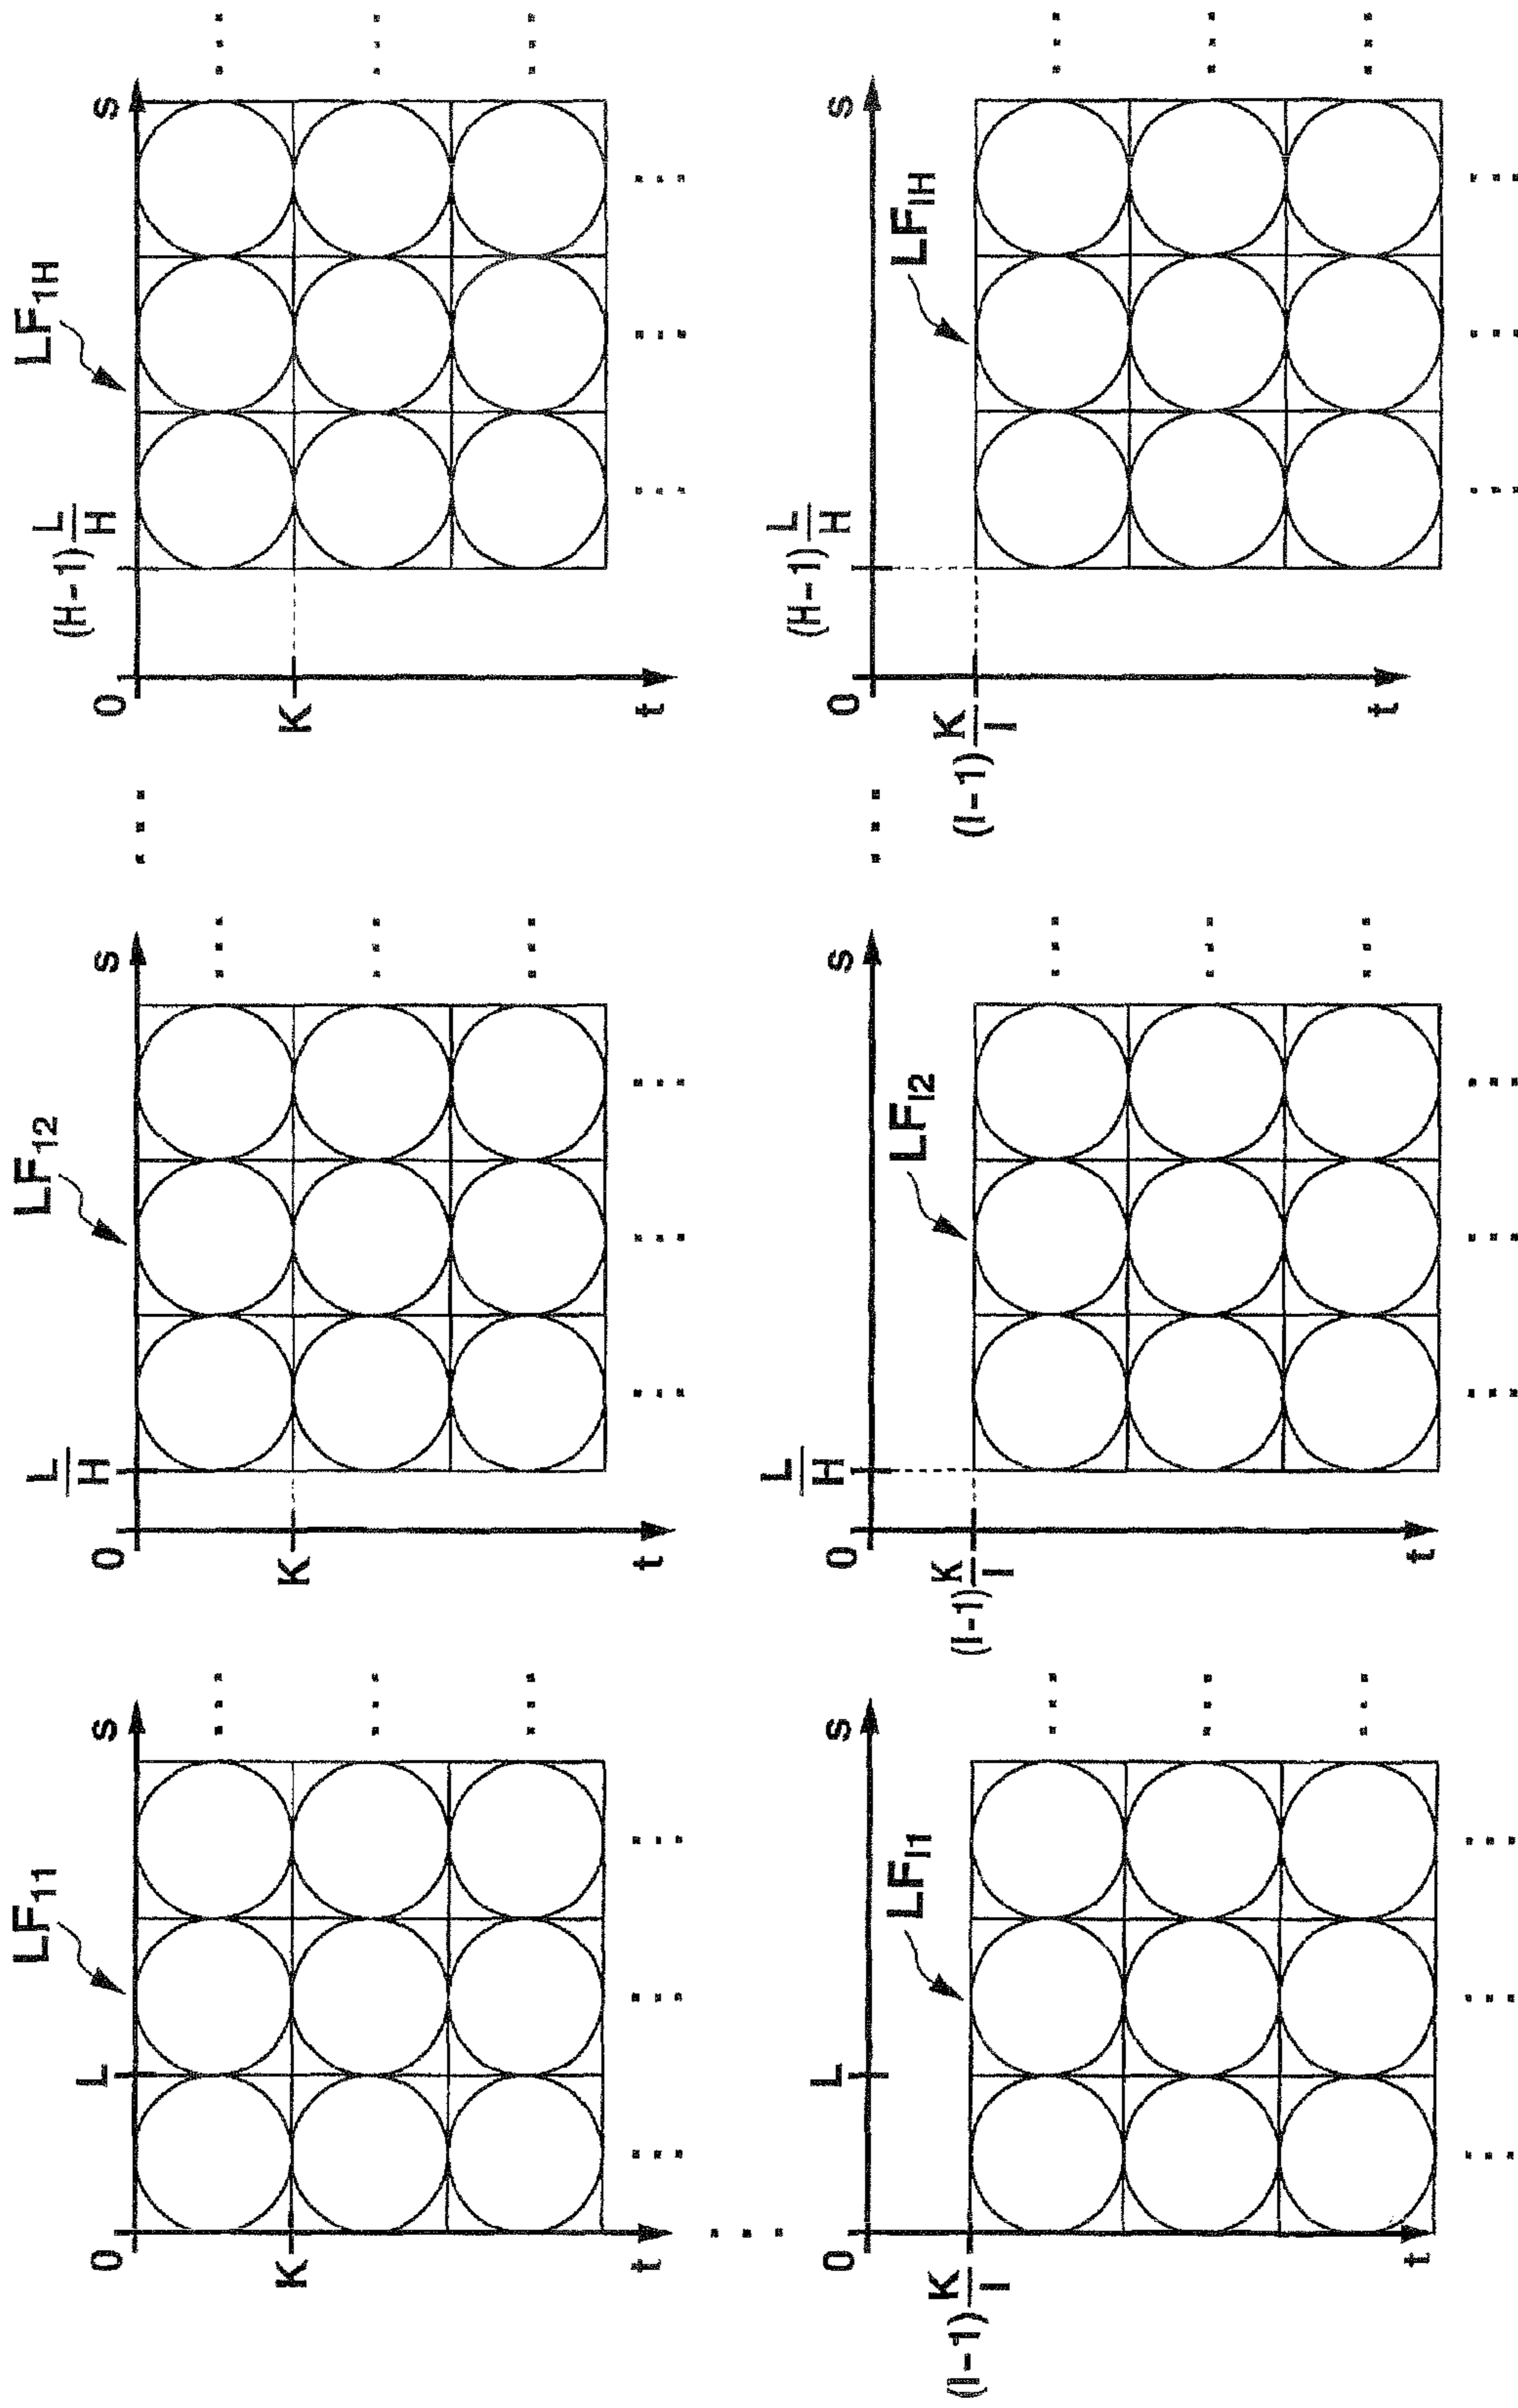 LF11
0
L
s
K
t
LF12
0
L/H
s
K
t
LF1H
0
(H-1) L/H
s
K
t
LFI1
0
L
s
(I-1) K/I
t
LFI2
0
L/H
s
(I-1) K/I
t
LFIH
0
(H-1) L/H
s
(I-1) K/I
t